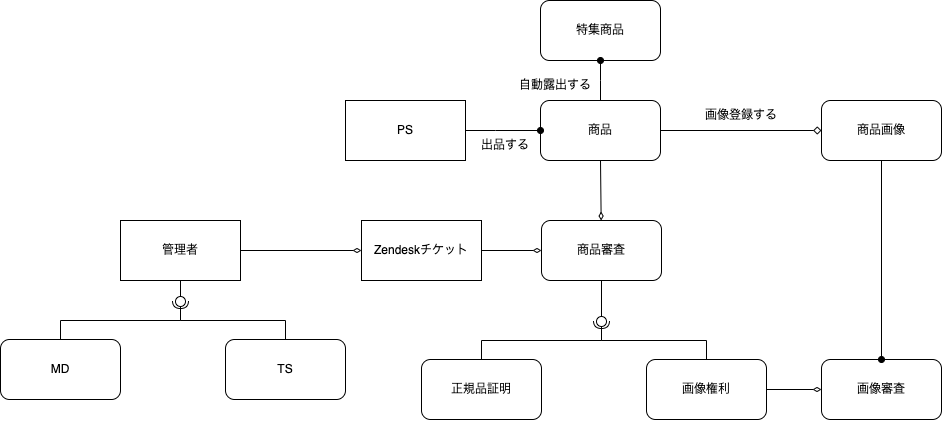 特集商品
自動露出する
PS
出品する
商品
画像登録する
商品画像
管理者
Zendeskチケット
商品審査
MD
TS
正規品証明
画像権利
画像審査